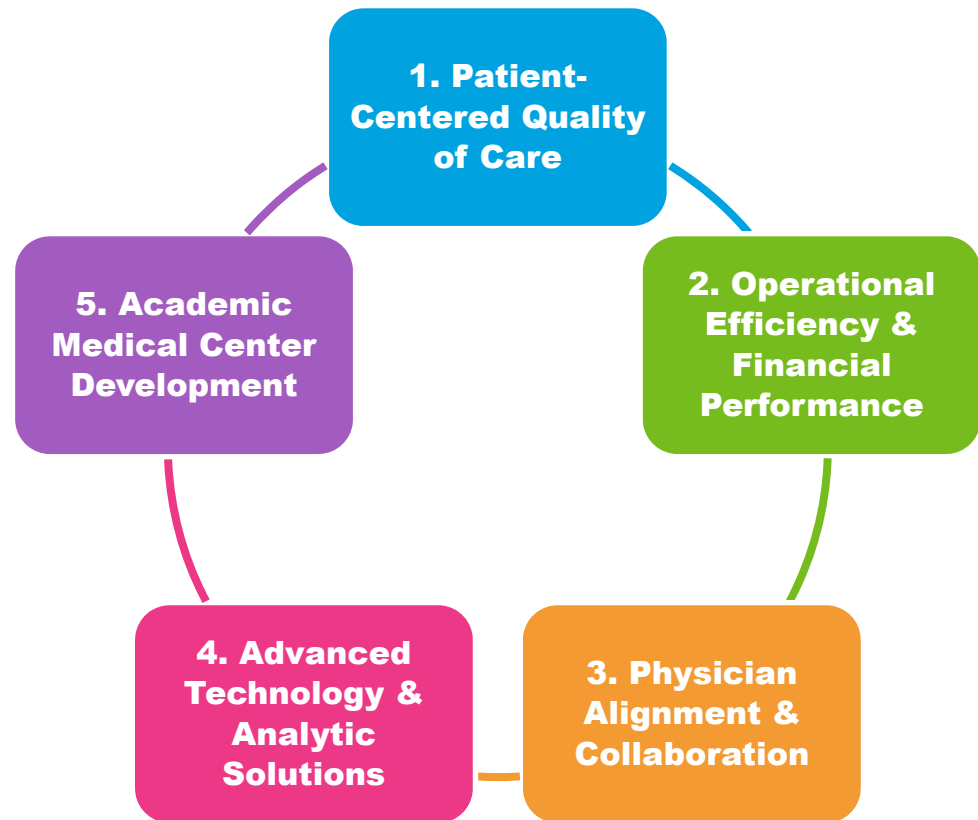 1. Patient-
Centered Quality
of Care
2. Operational
Efficiency &
Financial
Performance
3. Physician
Alignment &
Collaboration
4. Advanced
Technology &
Analytic
Solutions
5. Academic
Medical Center
Development